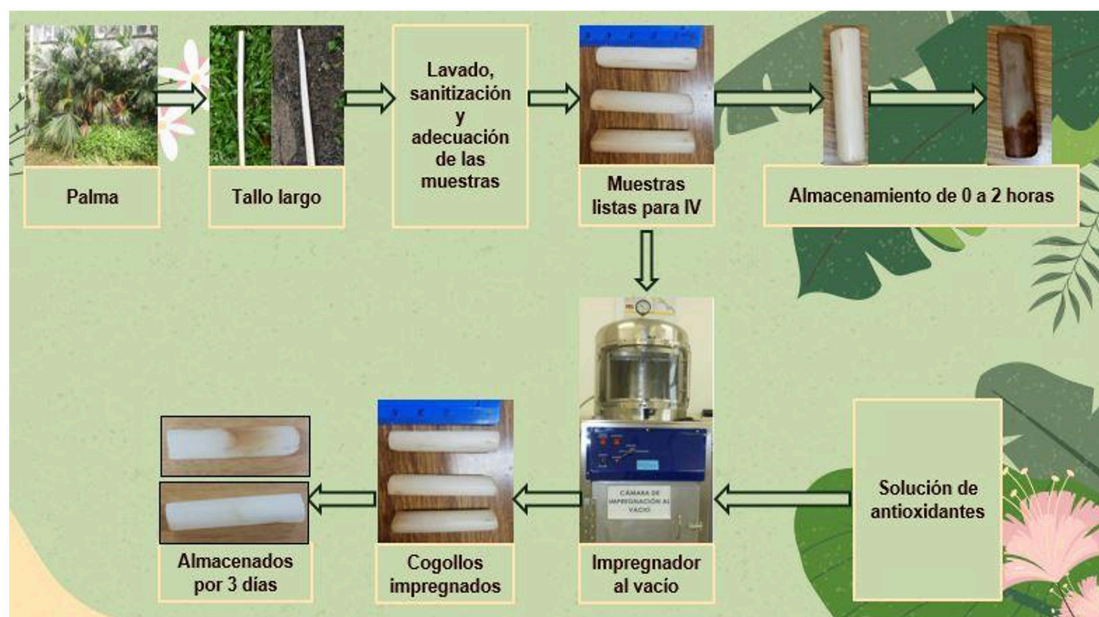 Palma
Tallo largo
Lavado,
sanitización
y
adecuación
de las
muestras
Muestras
listas para IV
Almacenamiento de 0 a 2 horas
Almacenados
por 3 días
Cogollos
impregnados
CÁMARA DE
IMPREGNACIÓN AL
VACIO
Impregnador
al vacío
Solución de
antioxidantes